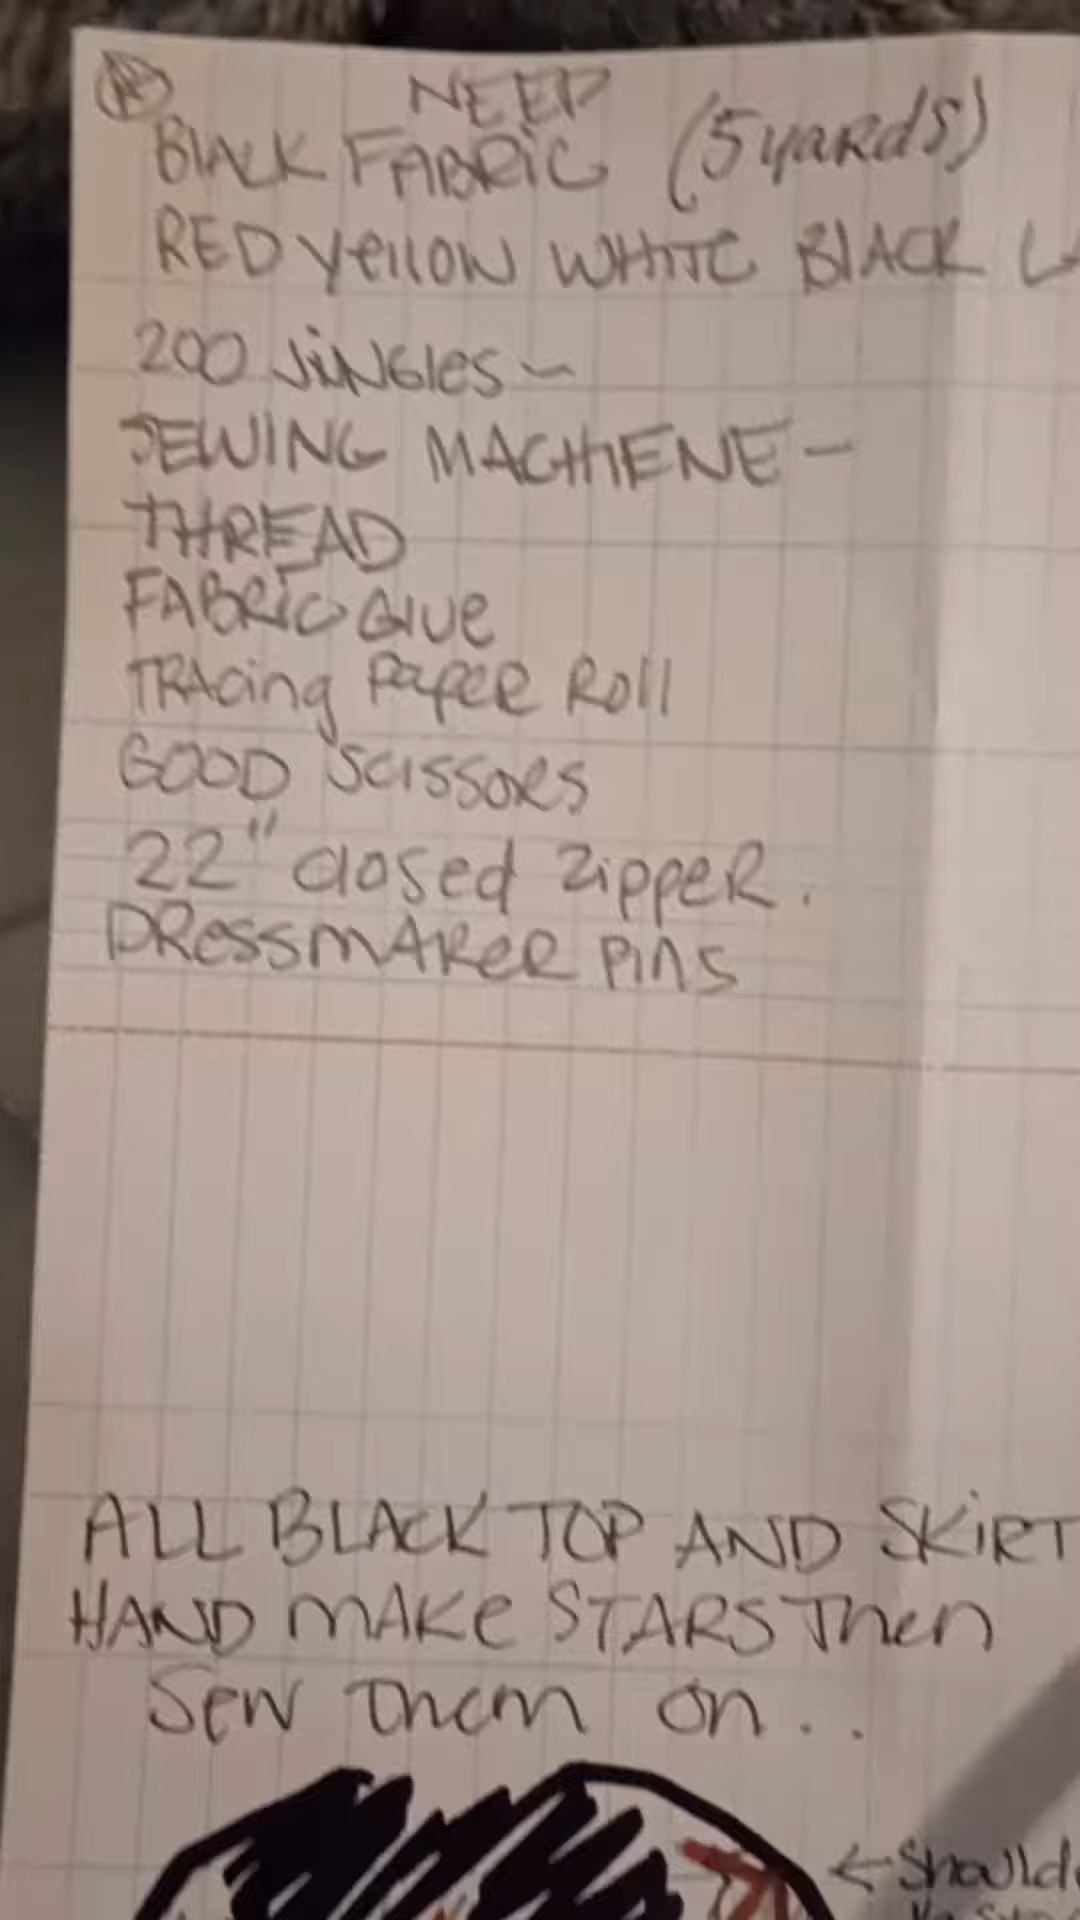 NEED
BLACK FABRIC (5 yards)
RED Yellow WHITE BLACK
200 JiNGles -
SEWING MACHIENE -
THREAD
FABRIC Glue
TRAcing Paper Roll
GOOD Scissors
22" closed zipper.
DRessmAKeR Pins
ALL BLACK TOP AND SKiRT
HAND mAKe STARS Then
Sew Them on..
←